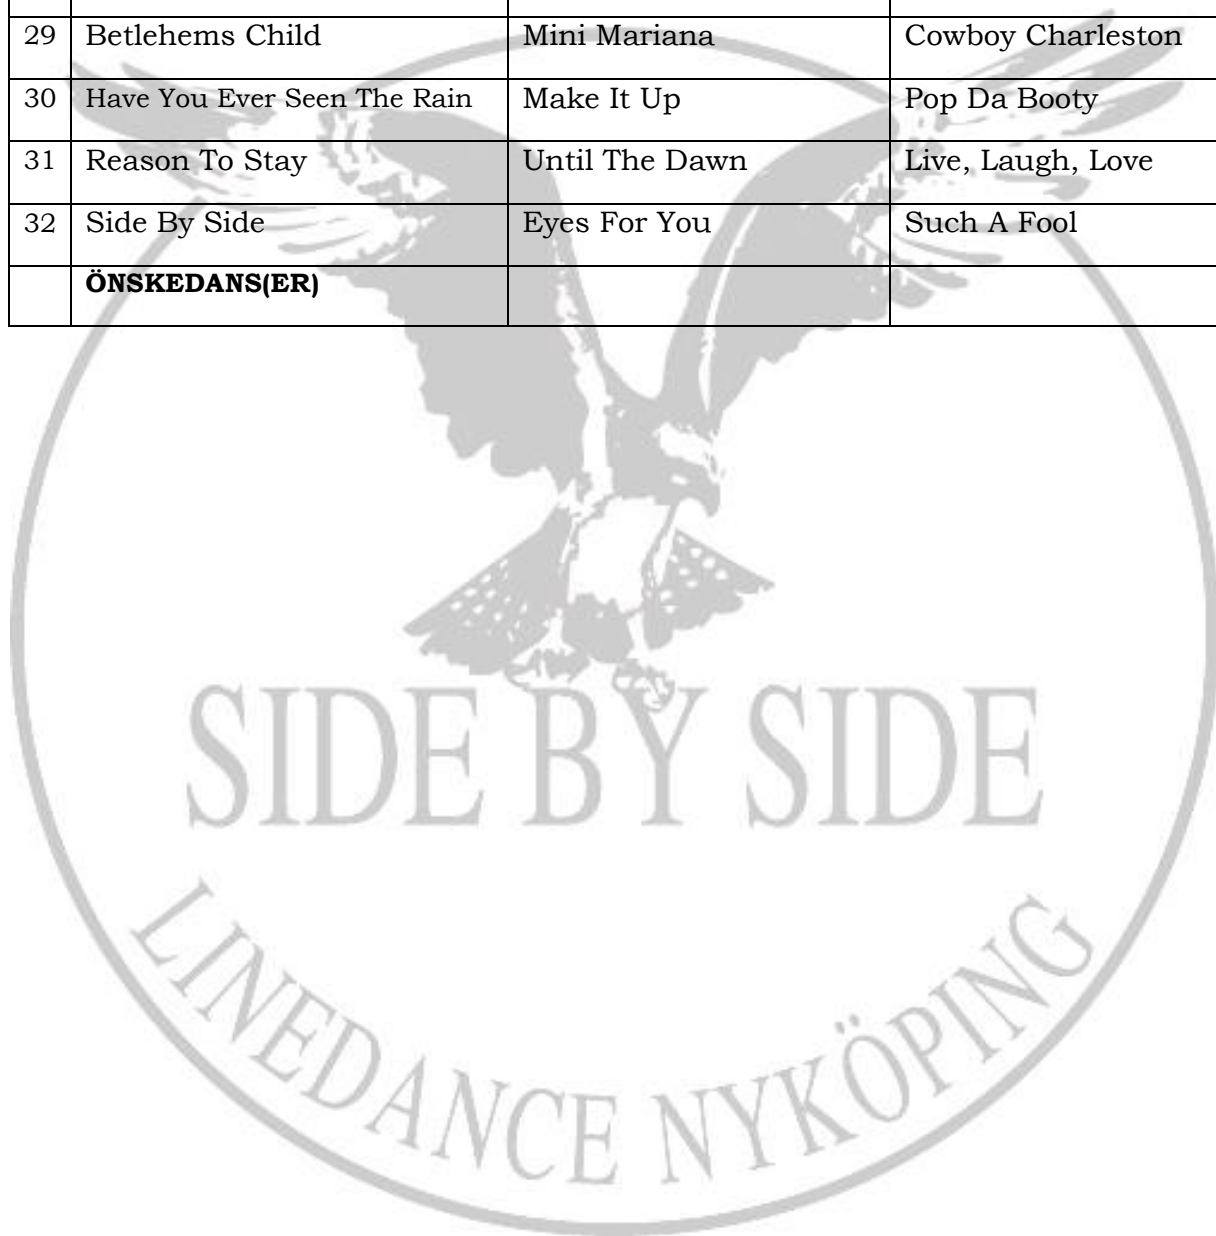 29 Betlehems Child Mini Mariana Cowboy Charleston
30 Have You Ever Seen The Rain Make It Up Pop Da Booty
31 Reason To Stay Until The Dawn Live, Laugh, Love
32 Side By Side Eyes For You Such A Fool
ÖNSKEDANS(ER)
SIDE BY SIDE
LINEDANCE NYKÖPING